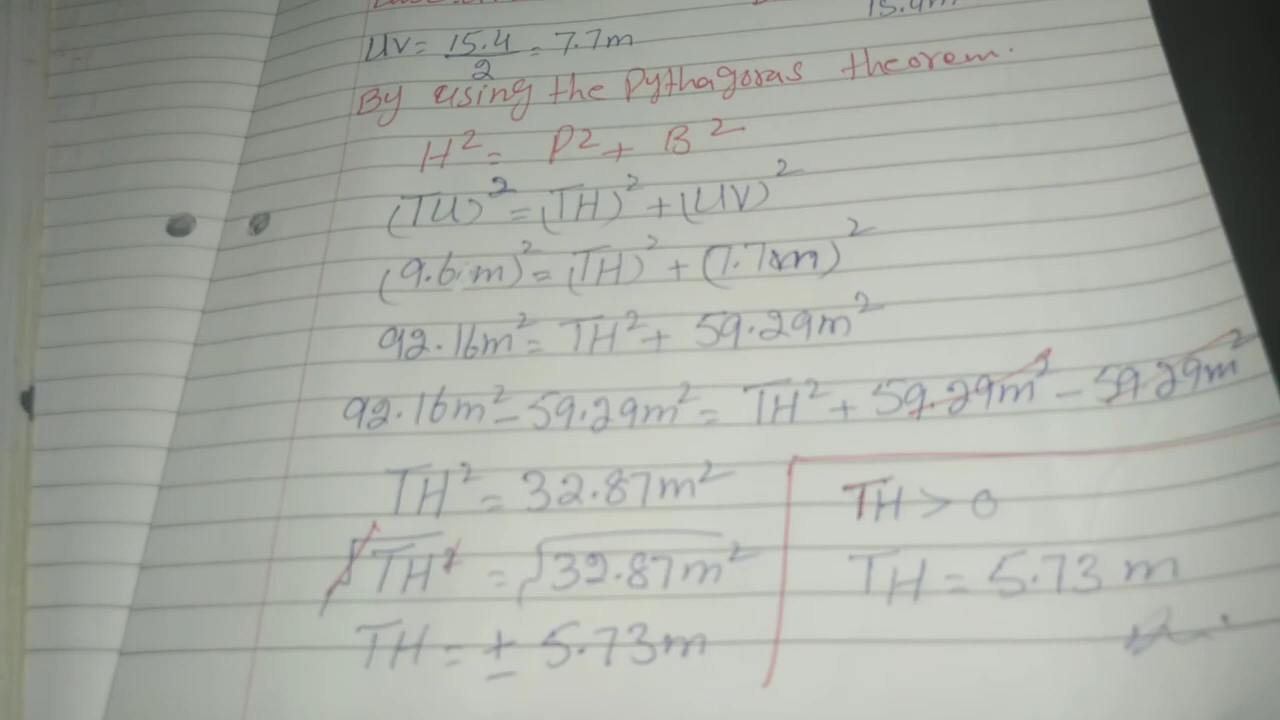 15.4m
UV = 15.4/2 = 7.7m
By using the Pythagoras theorem.
H² = P² + B²
(TU)² = (TH)² + (UV)²
(9.6m)² = (TH)² + (7.7m)²
92.16m² = TH² + 59.29m²
92.16m² - 59.29m² = TH² + 59.29m² - 59.29m²
TH² = 32.87m²
√TH² = √32.87m²
TH = ± 5.73m
TH > 0
TH = 5.73 m